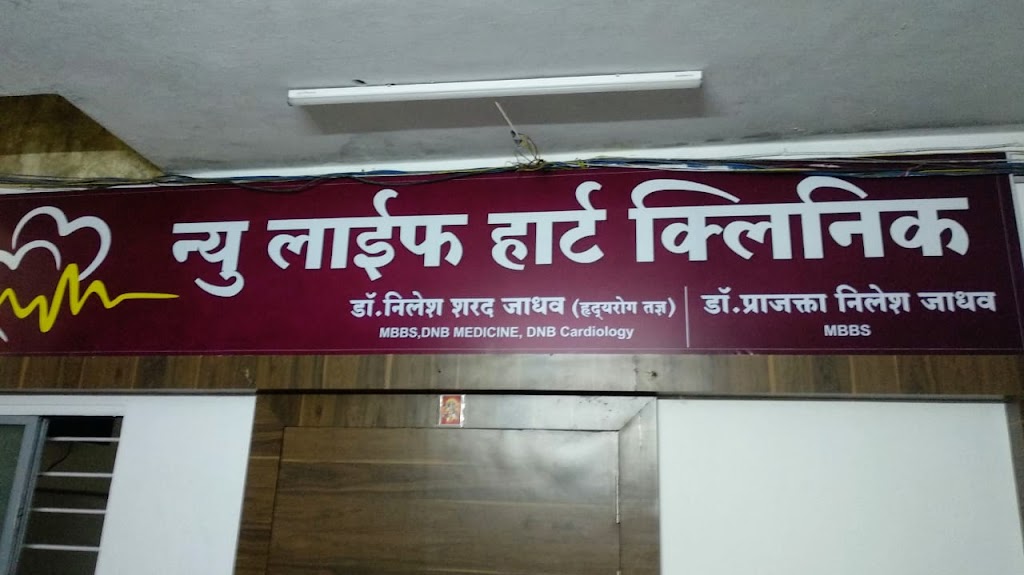 न्यु लाईफ हार्ट क्लिनिक
डॉ.निलेश शरद जाधव (हृदयरोग तज्ञ)
MBBS,DNB MEDICINE, DNB Cardiology
डॉ.प्राजक्ता निलेश जाधव
MBBS